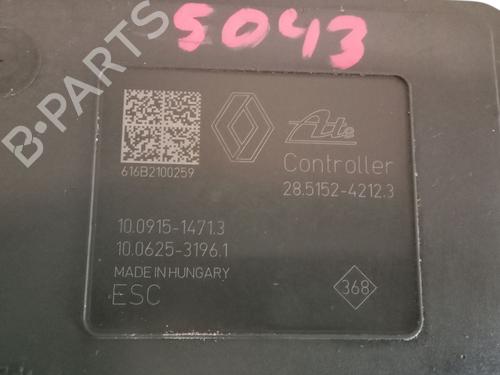 5043
B-PARTS
Ate
Controller
616B2100259
28.5152-4212.3
10.0915-1471.3
10.0625-3196.1
MADE IN HUNGARY
ESC
368